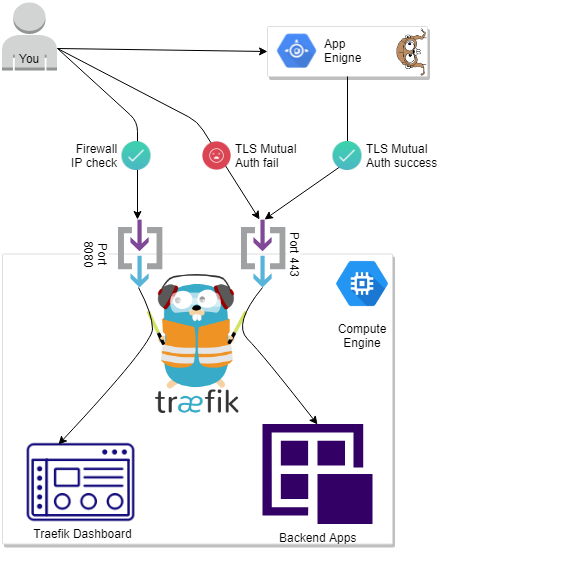 You
App
Enigne
Firewall
IP check
TLS Mutual
Auth fail
TLS Mutual
Auth success
Port
8080
Port 443
Compute
Engine
træfik
Traefik Dashboard
Backend Apps